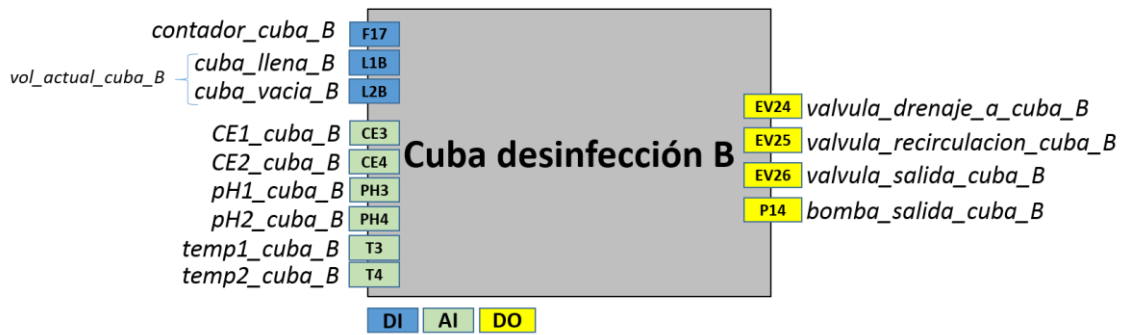 contador_cuba_B F17
cuba_llena_B L1B
vol_actual_cuba_B
cuba_vacia_B L2B
CE1_cuba_B CE3
CE2_cuba_B CE4
pH1_cuba_B PH3
pH2_cuba_B PH4
temp1_cuba_B T3
temp2_cuba_B T4
Cuba desinfección B
EV24 valvula_drenaje_a_cuba_B
EV25 valvula_recirculacion_cuba_B
EV26 valvula_salida_cuba_B
P14 bomba_salida_cuba_B
DI AI DO